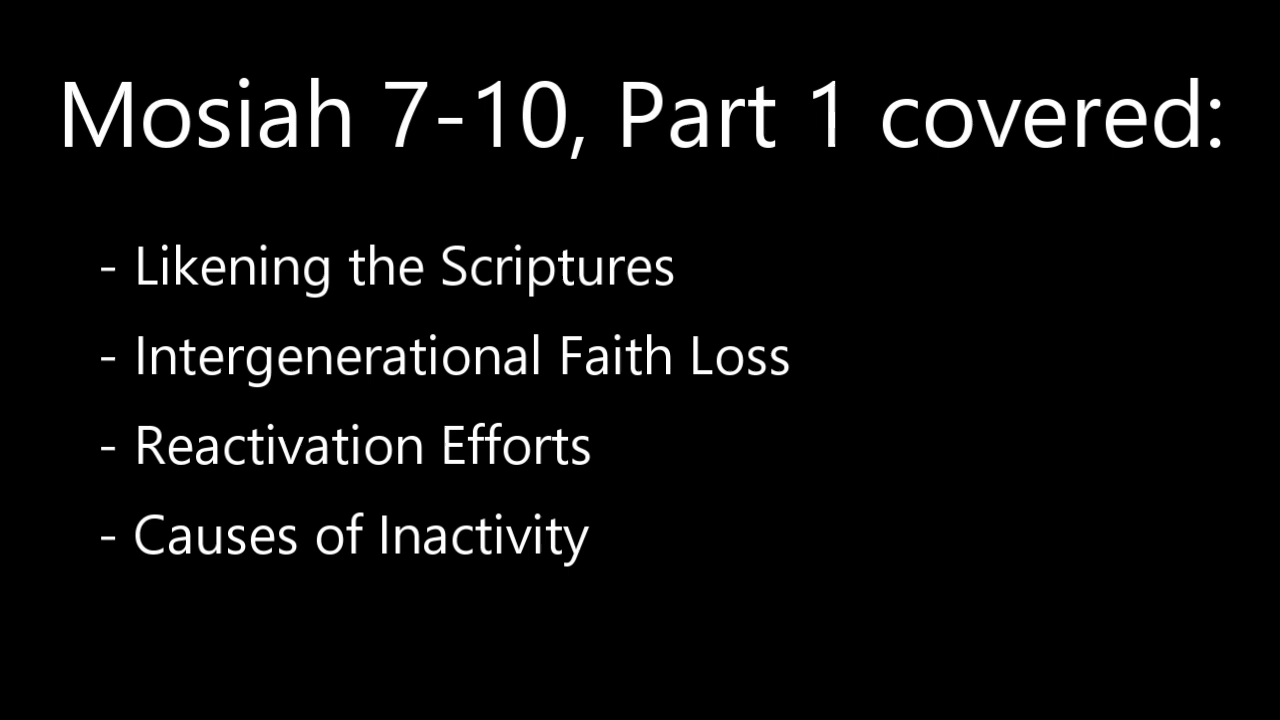 Mosiah 7-10, Part 1 covered:
- Likening the Scriptures
- Intergenerational Faith Loss
- Reactivation Efforts
- Causes of Inactivity